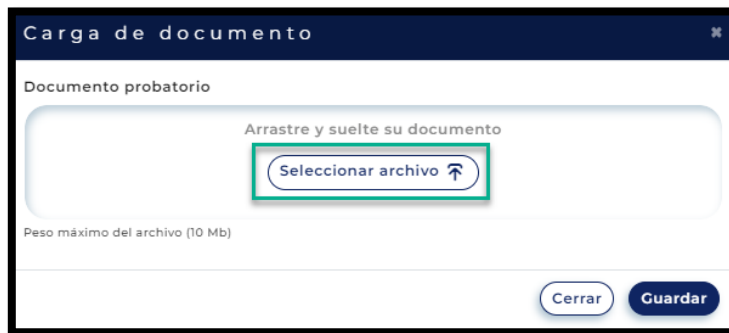 Carga de documento
Documento probatorio
Arrastre y suelte su documento
Seleccionar archivo
Peso máximo del archivo (10 Mb)
Cerrar Guardar